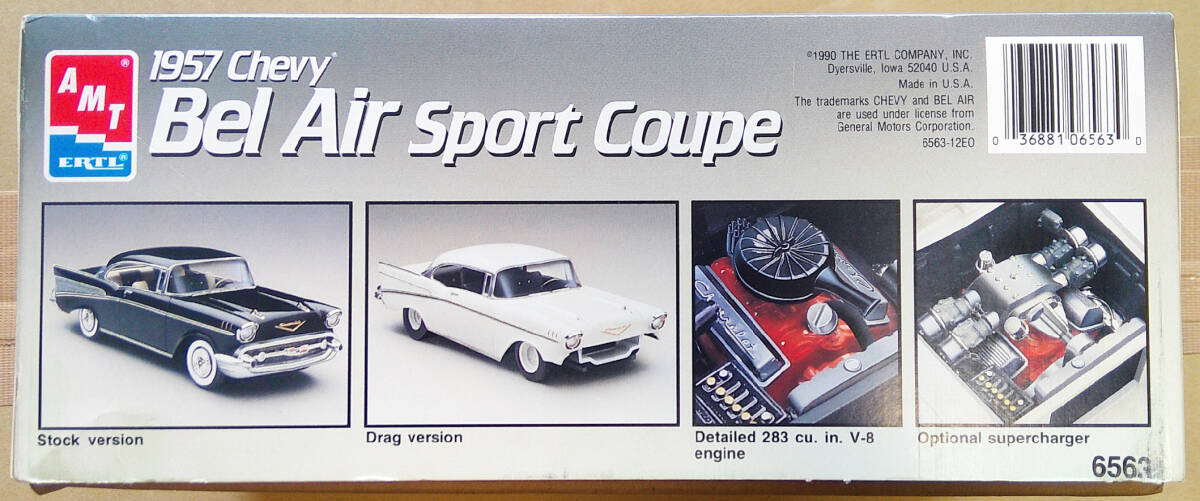 AMT®
ERTL®
1957 Chevy®
Bel Air Sport Coupe
©1990 THE ERTL COMPANY, INC.
Dyersville, Iowa 52040 U.S.A.
Made in U.S.A.
The trademarks CHEVY and BEL AIR
are used under license from
General Motors Corporation.
6563-12EO
0 36881 06563 0
Chevrolet
Stock version
Drag version
Detailed 283 cu. in. V-8
engine
Optional supercharger
6563